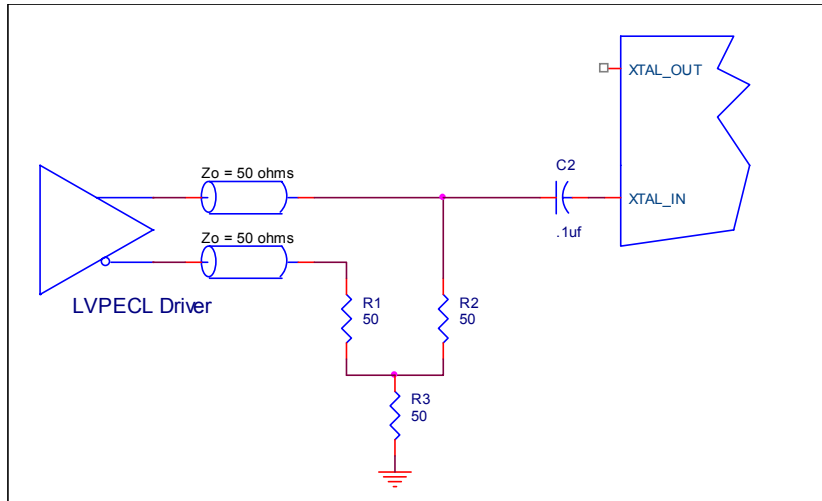 XTAL_OUT
Zo = 50 ohms
C2
XTAL_IN
.1uf
Zo = 50 ohms
LVPECL Driver
R1
50
R2
50
R3
50